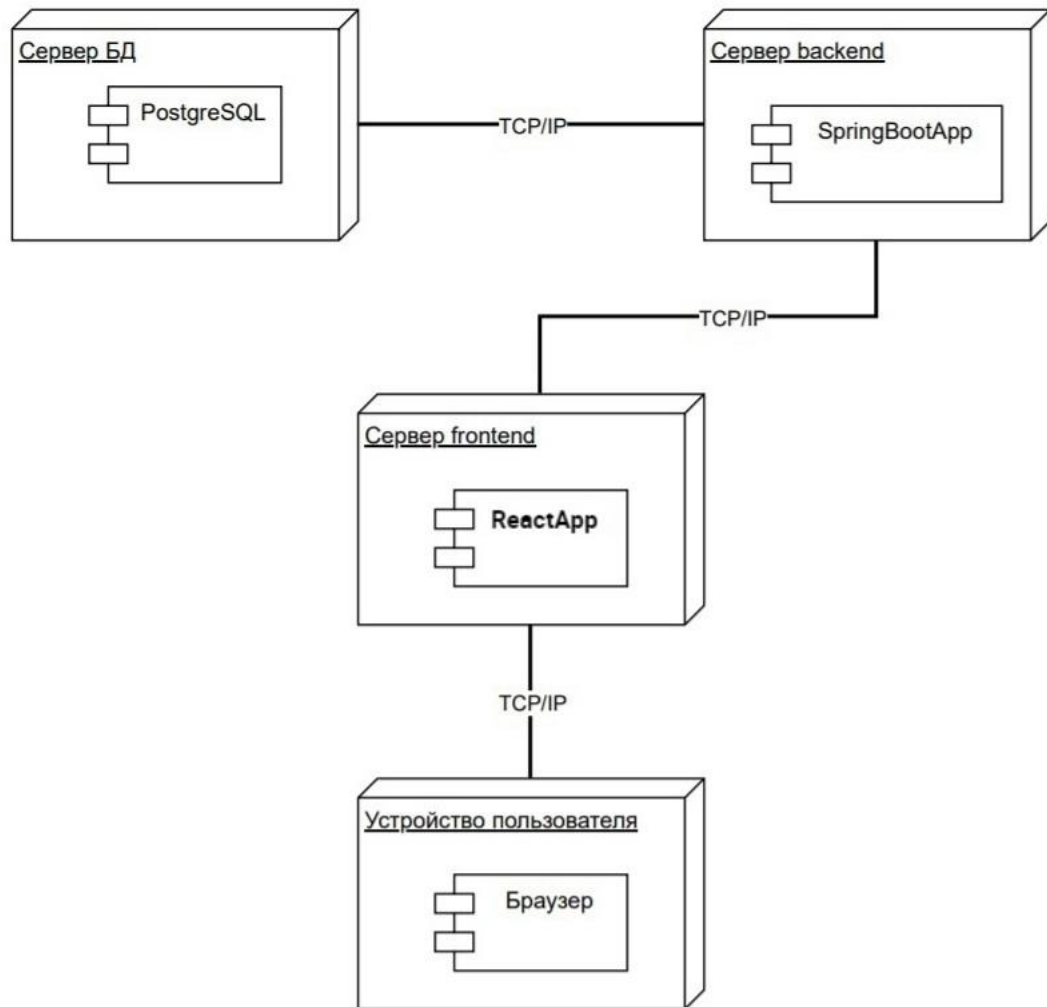 Сервер БД
PostgreSQL
TCP/IP
Сервер backend
SpringBootApp
TCP/IP
Сервер frontend
ReactApp
TCP/IP
Устройство пользователя
Браузер